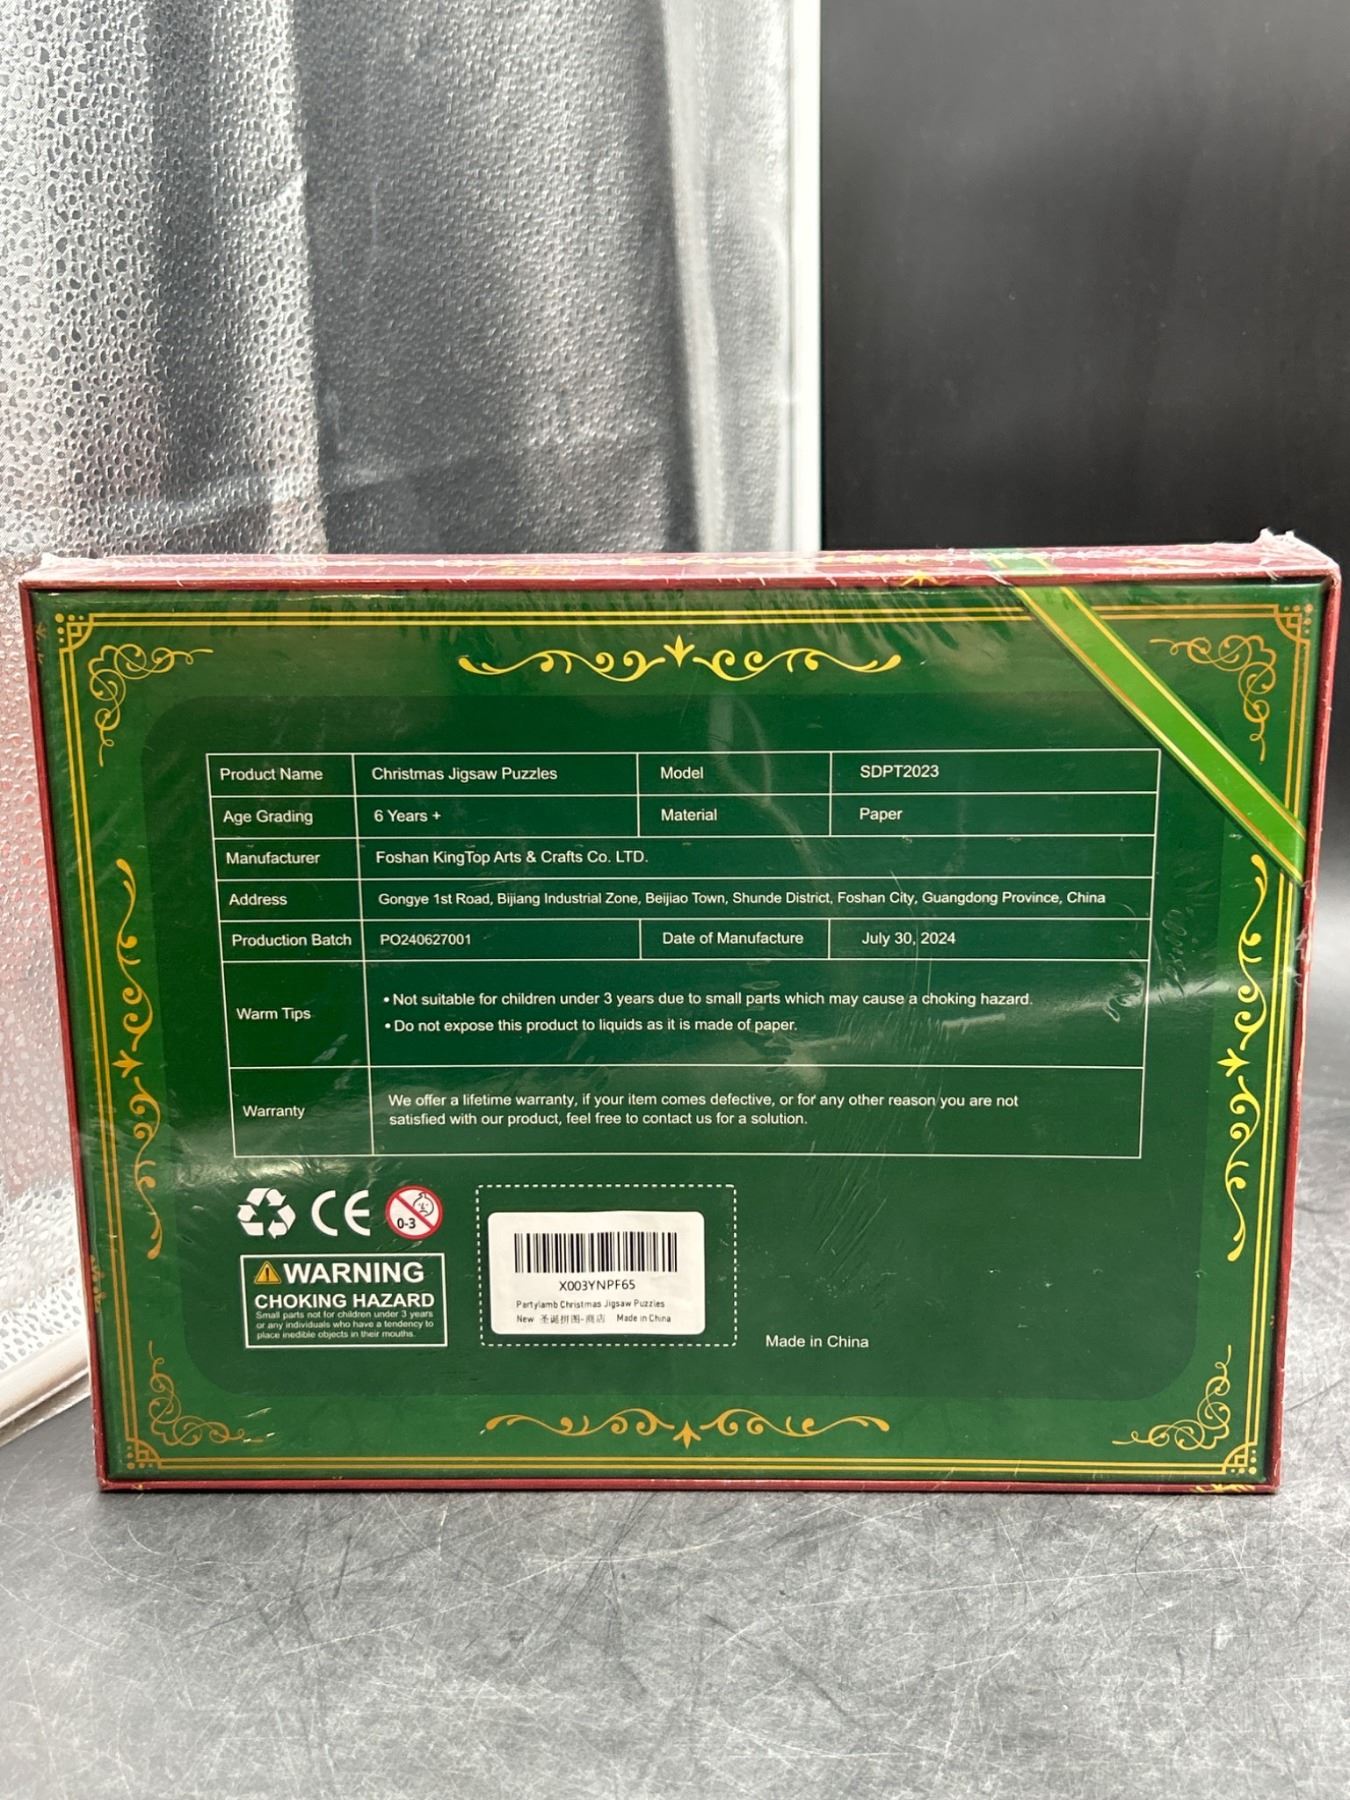 Product Name Christmas Jigsaw Puzzles Model SDPT2023
Age Grading 6 Years + Material Paper
Manufacturer Foshan KingTop Arts & Crafts Co. LTD.
Address Gongye 1st Road, Bijiang Industrial Zone, Beijiao Town, Shunde District, Foshan City, Guangdong Province, China
Production Batch PO240627001 Date of Manufacture July 30, 2024
Warm Tips
• Not suitable for children under 3 years due to small parts which may cause a choking hazard.
• Do not expose this product to liquids as it is made of paper.
Warranty
We offer a lifetime warranty, if your item comes defective, or for any other reason you are not
satisfied with our product, feel free to contact us for a solution.
CE
0-3
WARNING
CHOKING HAZARD
Small parts not for children under 3 years
or any individuals who have a tendency to
place inedible objects in their mouths.
X003YNPF65
Partylamb Christmas Jigsaw Puzzles
New 圣诞拼图-商店 Made in China
Made in China